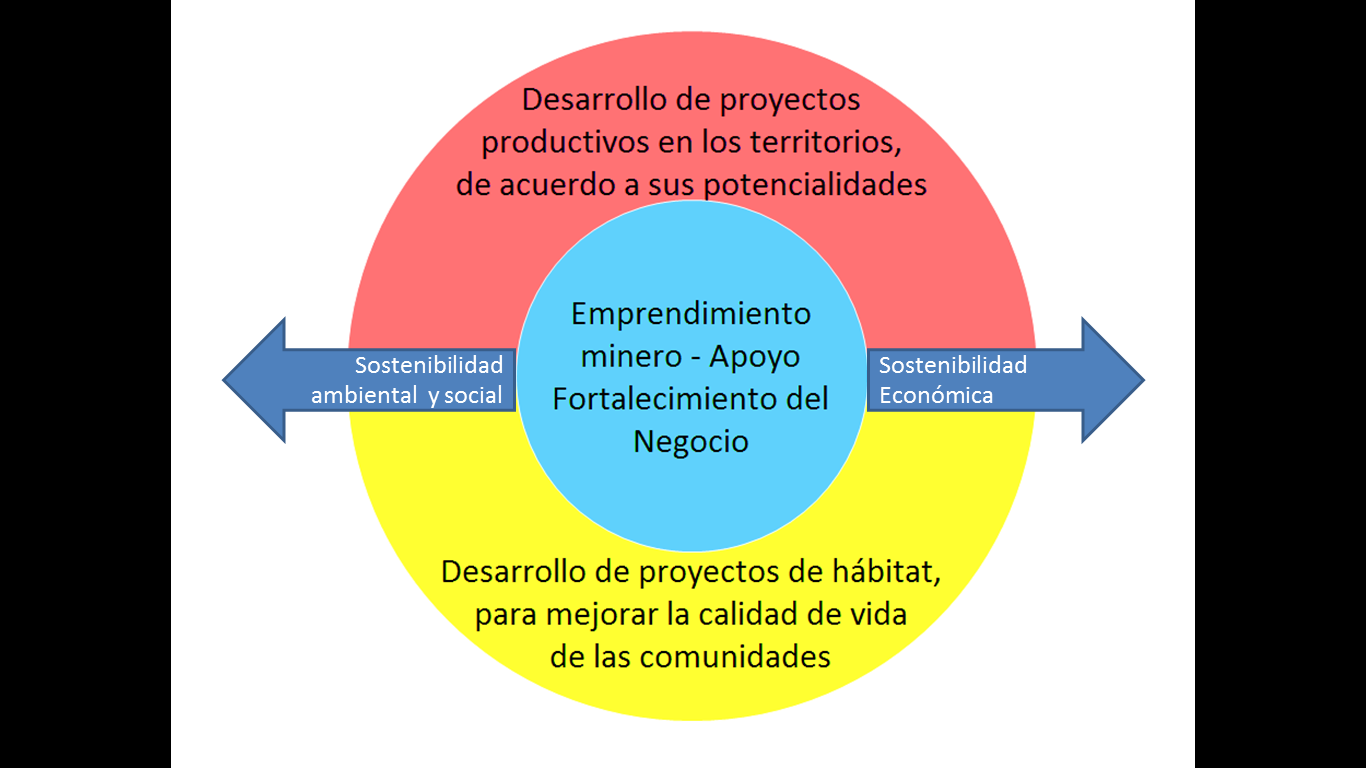 Desarrollo de proyectos
productivos en los territorios,
de acuerdo a sus potencialidades
Emprendimiento
minero - Apoyo
Fortalecimiento del
Negocio
Sostenibilidad
ambiental y social
Sostenibilidad
Económica
Desarrollo de proyectos de hábitat,
para mejorar la calidad de vida
de las comunidades